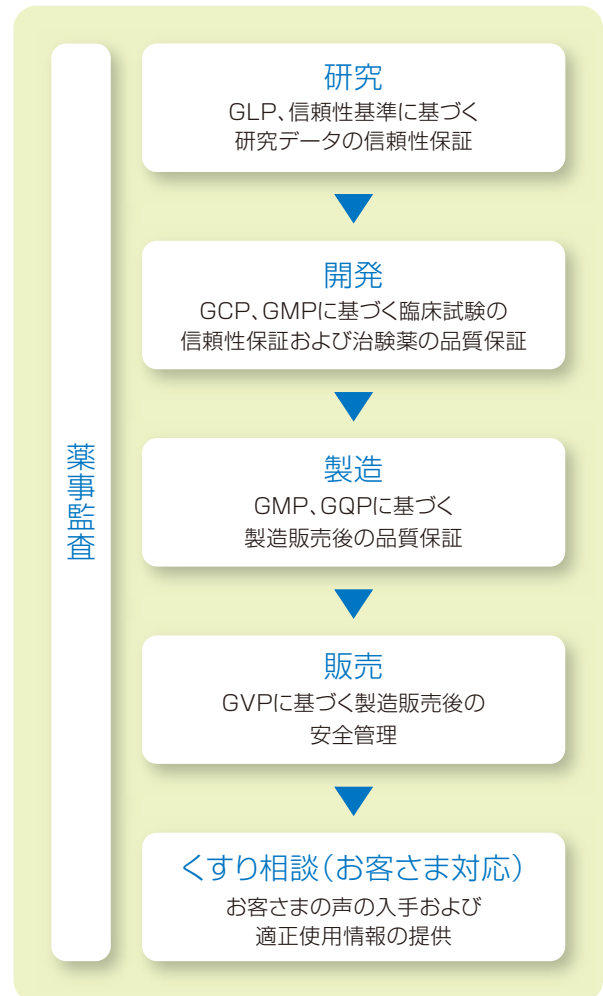 薬事監査
研究
GLP、信頼性基準に基づく
研究データの信頼性保証
開発
GCP、GMPに基づく臨床試験の
信頼性保証および治験薬の品質保証
製造
GMP、GQPに基づく
製造販売後の品質保証
販売
GVPに基づく製造販売後の
安全管理
くすり相談（お客さま対応）
お客さまの声の入手および
適正使用情報の提供